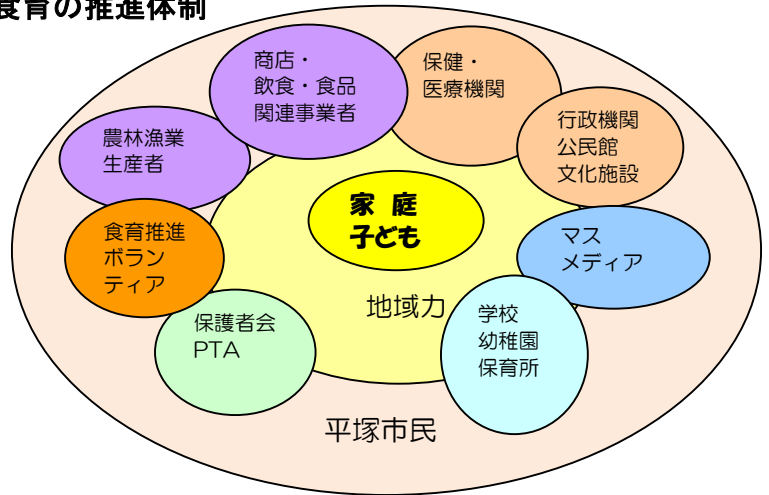 食育の推進体制
商店・
飲食・食品
関連事業者
保健・
医療機関
農林漁業
生産者
行政機関
公民館
文化施設
家 庭
子ども
食育推進
ボラン
ティア
マス
メディア
地域力
保護者会
PTA
学校
幼稚園
保育所
平塚市民